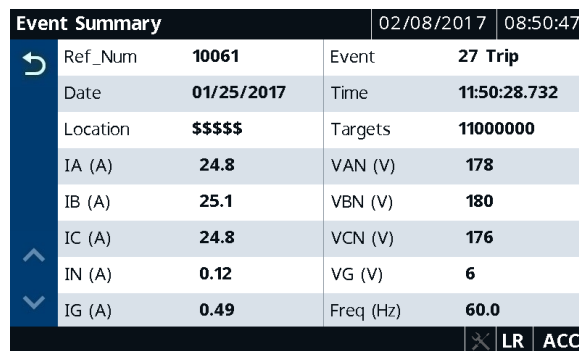 Event Summary 02/08/2017 08:50:47
Ref_Num 10061 Event 27 Trip
Date 01/25/2017 Time 11:50:28.732
Location $$$$$ Targets 11000000
IA (A) 24.8 VAN (V) 178
IB (A) 25.1 VBN (V) 180
IC (A) 24.8 VCN (V) 176
IN (A) 0.12 VG (V) 6
IG (A) 0.49 Freq (Hz) 60.0
LR ACC